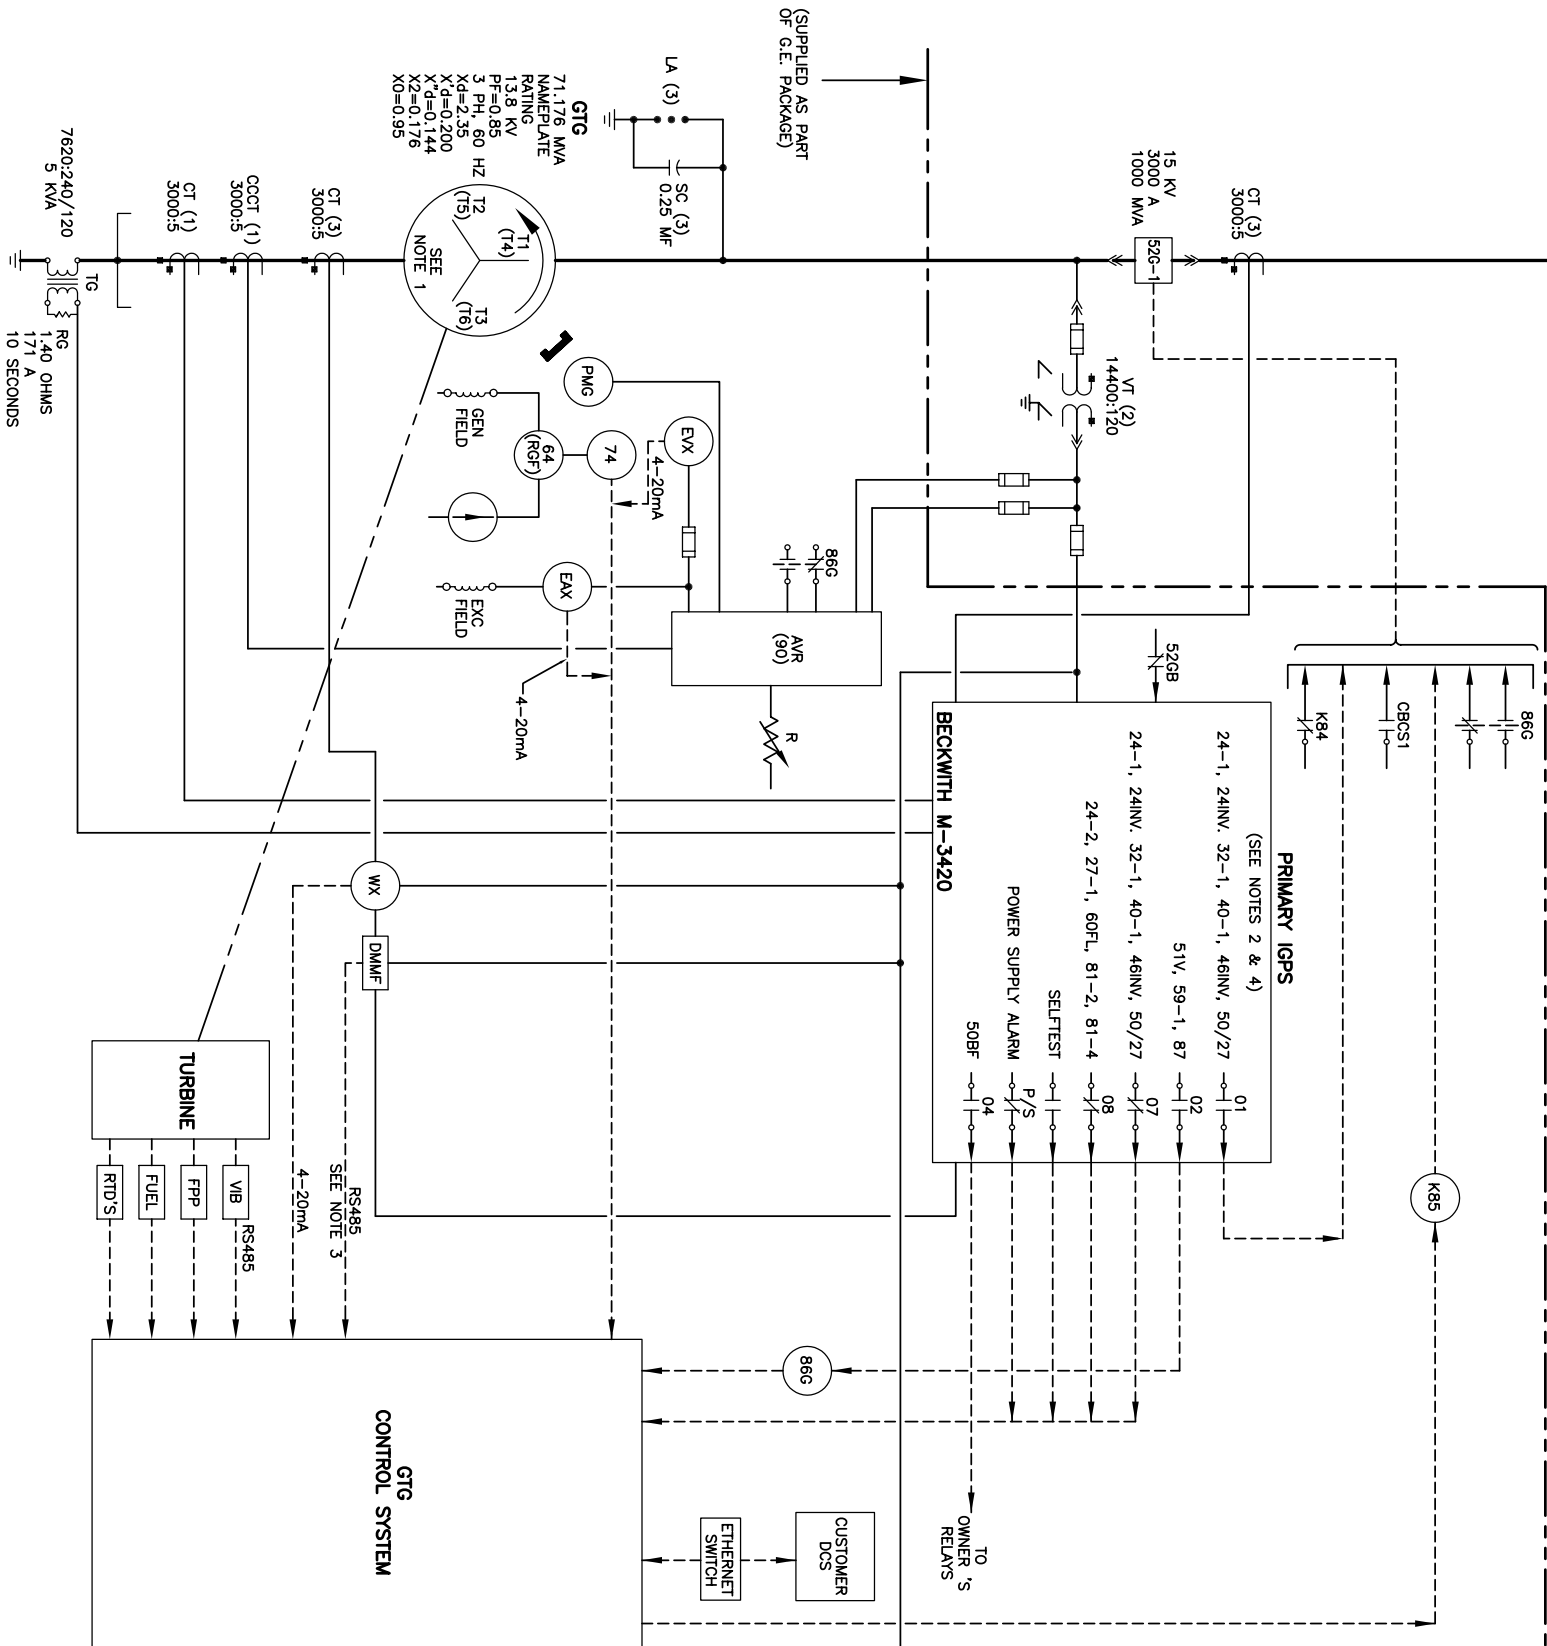 (SUPPLIED AS PART
OF G.E. PACKAGE)
LA (3)
SC (3)
0.25 MF
GTG
71.176 MVA
NAMEPLATE
RATING
13.8 KV
PF=0.85
3 PH, 60 HZ
Xd=2.35
X'd=0.200
X"d=0.144
X2=0.176
X0=0.95
T1
(T4)
T2
(T5)
T3
(T6)
SEE
NOTE 1
CT (3)
3000:5
CCCT (1)
3000:5
CT (1)
3000:5
7620:240/120
5 KVA
TG
RG
1.40 OHMS
171 A
10 SECONDS
15 KV
3000 A
1000 MVA
52G-1
CT (3)
3000:5
VT (2)
14400:120
PMG
EVX
4-20mA
74
64
(RGF)
GEN
FIELD
EXC
FIELD
EAX
4-20mA
86G
AVR
(90)
R
52GB
86G
CBCS1
K84
PRIMARY IGPS
(SEE NOTES 2 & 4)
24-1, 24INV. 32-1, 40-1, 46INV, 50/27
01
51V, 59-1, 87
02
24-1, 24INV. 32-1, 40-1, 46INV, 50/27
07
24-2, 27-1, 60FL, 81-2, 81-4
08
SELFTEST
POWER SUPPLY ALARM
P/S
50BF
04
BECKWITH M-3420
K85
WX
DMMF
RS485
SEE NOTE 3
4-20mA
TURBINE
VIB
RS485
FPP
FUEL
RTD'S
86G
TO
OWNER 'S
RELAYS
CUSTOMER
DCS
ETHERNET
SWITCH
GTG
CONTROL SYSTEM